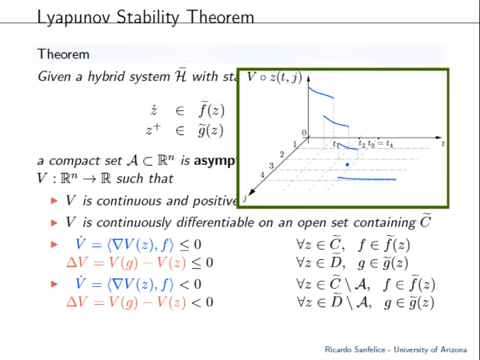 Lyapunov Stability Theorem
Theorem
Given a hybrid system H̃ with
V ∘ z(t, j)
0
1
2
3
4
j
t₁
t₂ t₃ = t₄
t
ż ∈ f̃(z)
z⁺ ∈ g̃(z)
a compact set 𝒜 ⊂ ℝⁿ is
V : ℝⁿ → ℝ such that
▶ V is continuous and positive
▶ V is continuously differentiable on an open set containing C̃
▶ V̇ = ⟨∇V(z), f⟩ ≤ 0 ∀z ∈ C̃, f ∈ f̃(z)
ΔV = V(g) − V(z) ≤ 0 ∀z ∈ D̃, g ∈ g̃(z)
▶ V̇ = ⟨∇V(z), f⟩ < 0 ∀z ∈ C̃ \ 𝒜, f ∈ f̃(z)
ΔV = V(g) − V(z) < 0 ∀z ∈ D̃ \ 𝒜, g ∈ g̃(z)
Ricardo Sanfelice - University of Arizona